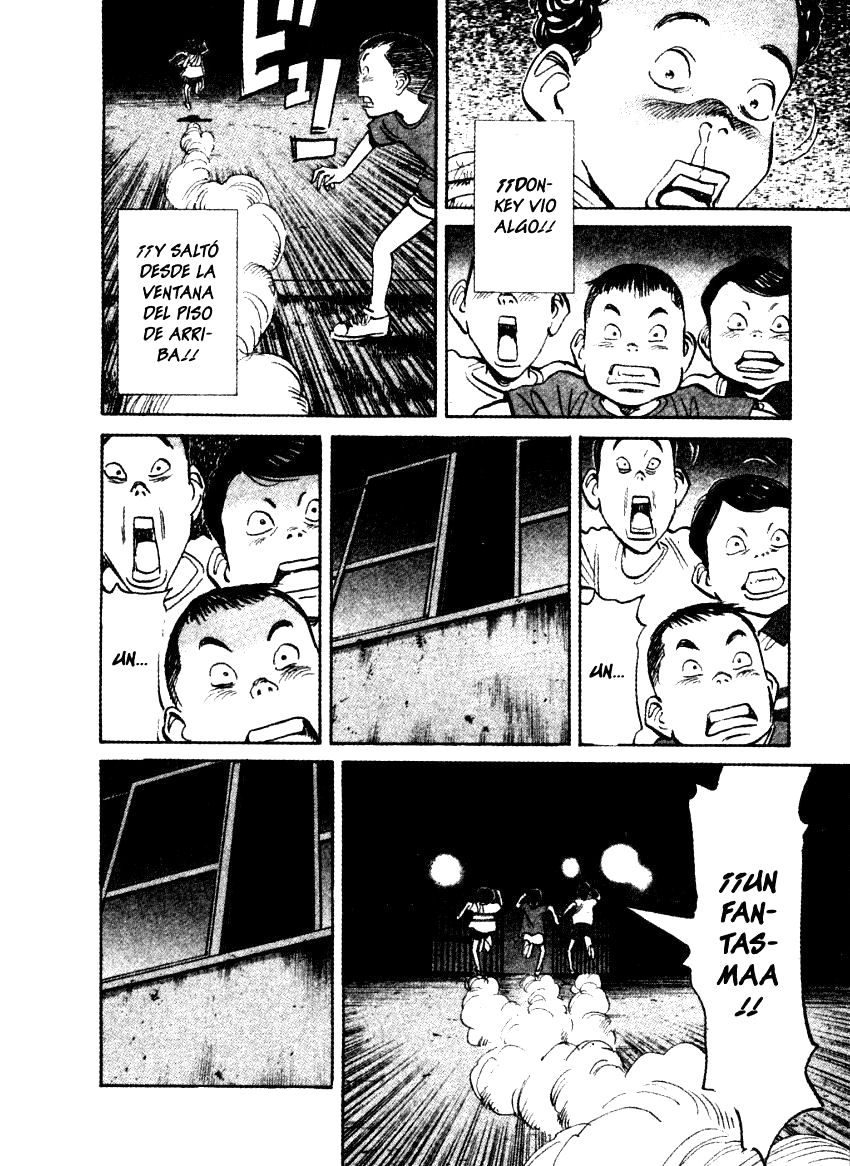 ¡¡DON-
KEY VIO
ALGO!!
ビュ
ー!!
¡¡Y SALTÓ
DESDE LA
VENTANA
DEL PISO
DE ARRI-
BA!!
UN...
UN...
¡¡UN
FAN-
TAS-
MAA
!!